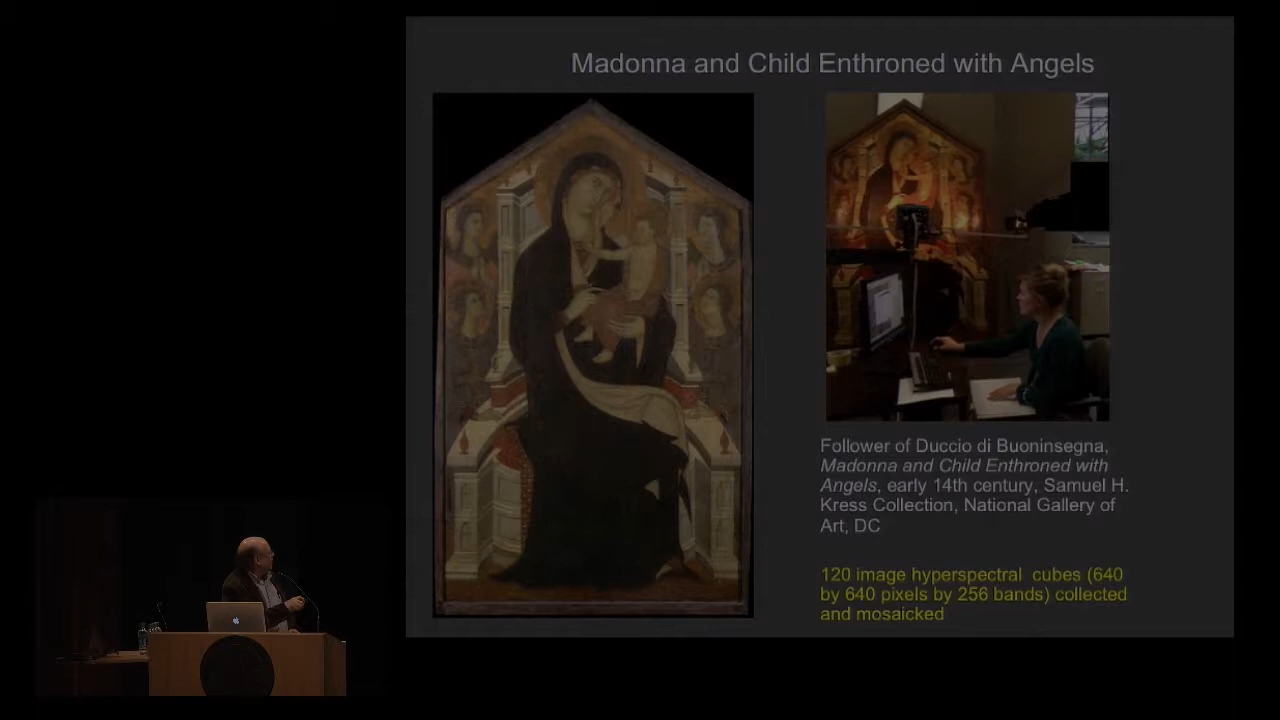 Madonna and Child Enthroned with Angels
Follower of Duccio di Buoninsegna,
Madonna and Child Enthroned with
Angels, early 14th century, Samuel H.
Kress Collection, National Gallery of
Art, DC
120 image hyperspectral cubes (640
by 640 pixels by 256 bands) collected
and mosaicked